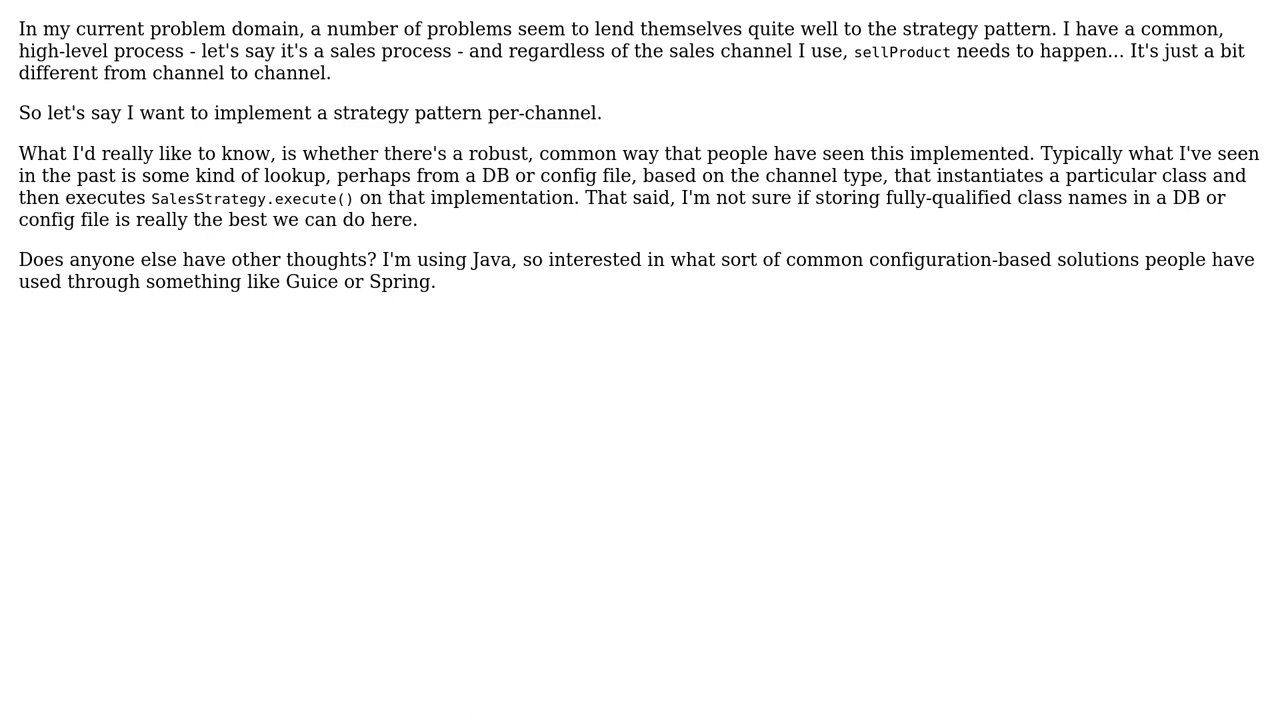 In my current problem domain, a number of problems seem to lend themselves quite well to the strategy pattern. I have a common,
high-level process - let's say it's a sales process - and regardless of the sales channel I use, sellProduct needs to happen... It's just a bit
different from channel to channel.
So let's say I want to implement a strategy pattern per-channel.
What I'd really like to know, is whether there's a robust, common way that people have seen this implemented. Typically what I've seen
in the past is some kind of lookup, perhaps from a DB or config file, based on the channel type, that instantiates a particular class and
then executes SalesStrategy.execute() on that implementation. That said, I'm not sure if storing fully-qualified class names in a DB or
config file is really the best we can do here.
Does anyone else have other thoughts? I'm using Java, so interested in what sort of common configuration-based solutions people have
used through something like Guice or Spring.